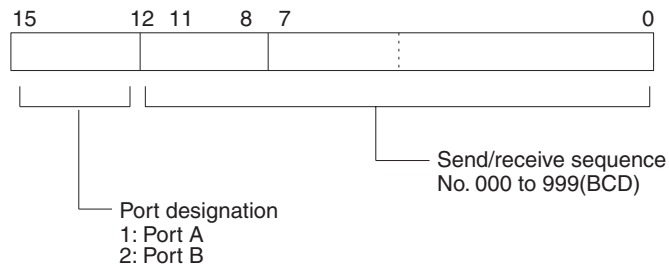 15 12 11 8 7 0
Send/receive sequence
No. 000 to 999(BCD)
Port designation
1: Port A
2: Port B